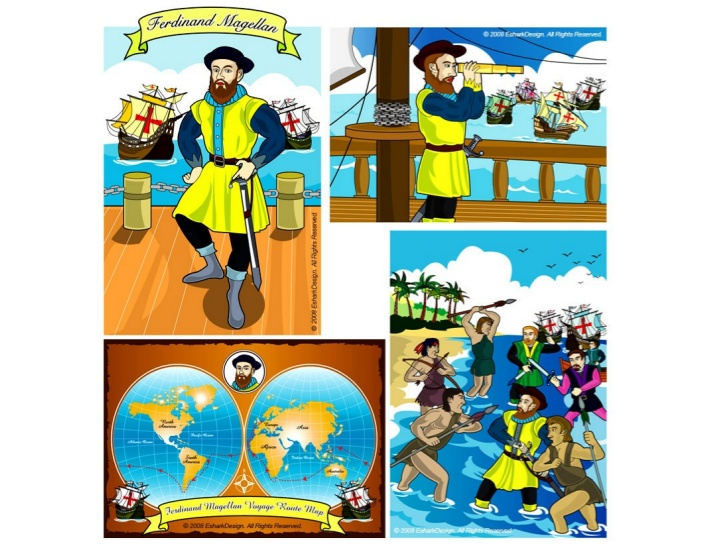 Ferdinand Magellan
© 2008 EsharkDesign. All Rights Reserved.
© 2008 EsharkDesign. All Rights Reserved.
North
America
Atlantic Ocean
Pacific Ocean
South
America
Europe
Asia
Africa
Indian Ocean
Australia
Ferdinand Magellan Voyage Route Map
© 2008 EsharkDesign. All Rights Reserved.
© 2008 EsharkDesign. All Rights Reserved.